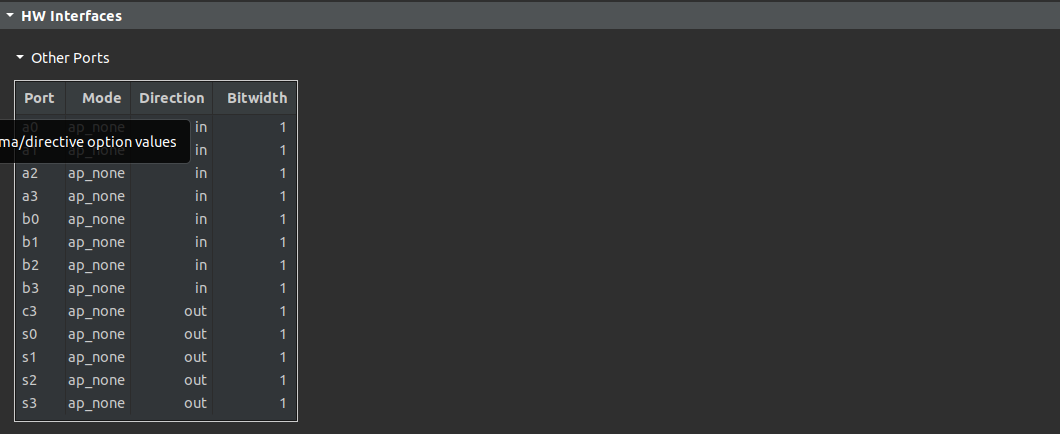 HW Interfaces
Other Ports
Port Mode Direction Bitwidth
a0 ap_none in 1
ma/directive option values
a1 in 1
a2 ap_none in 1
a3 ap_none in 1
b0 ap_none in 1
b1 ap_none in 1
b2 ap_none in 1
b3 ap_none in 1
c3 ap_none out 1
s0 ap_none out 1
s1 ap_none out 1
s2 ap_none out 1
s3 ap_none out 1